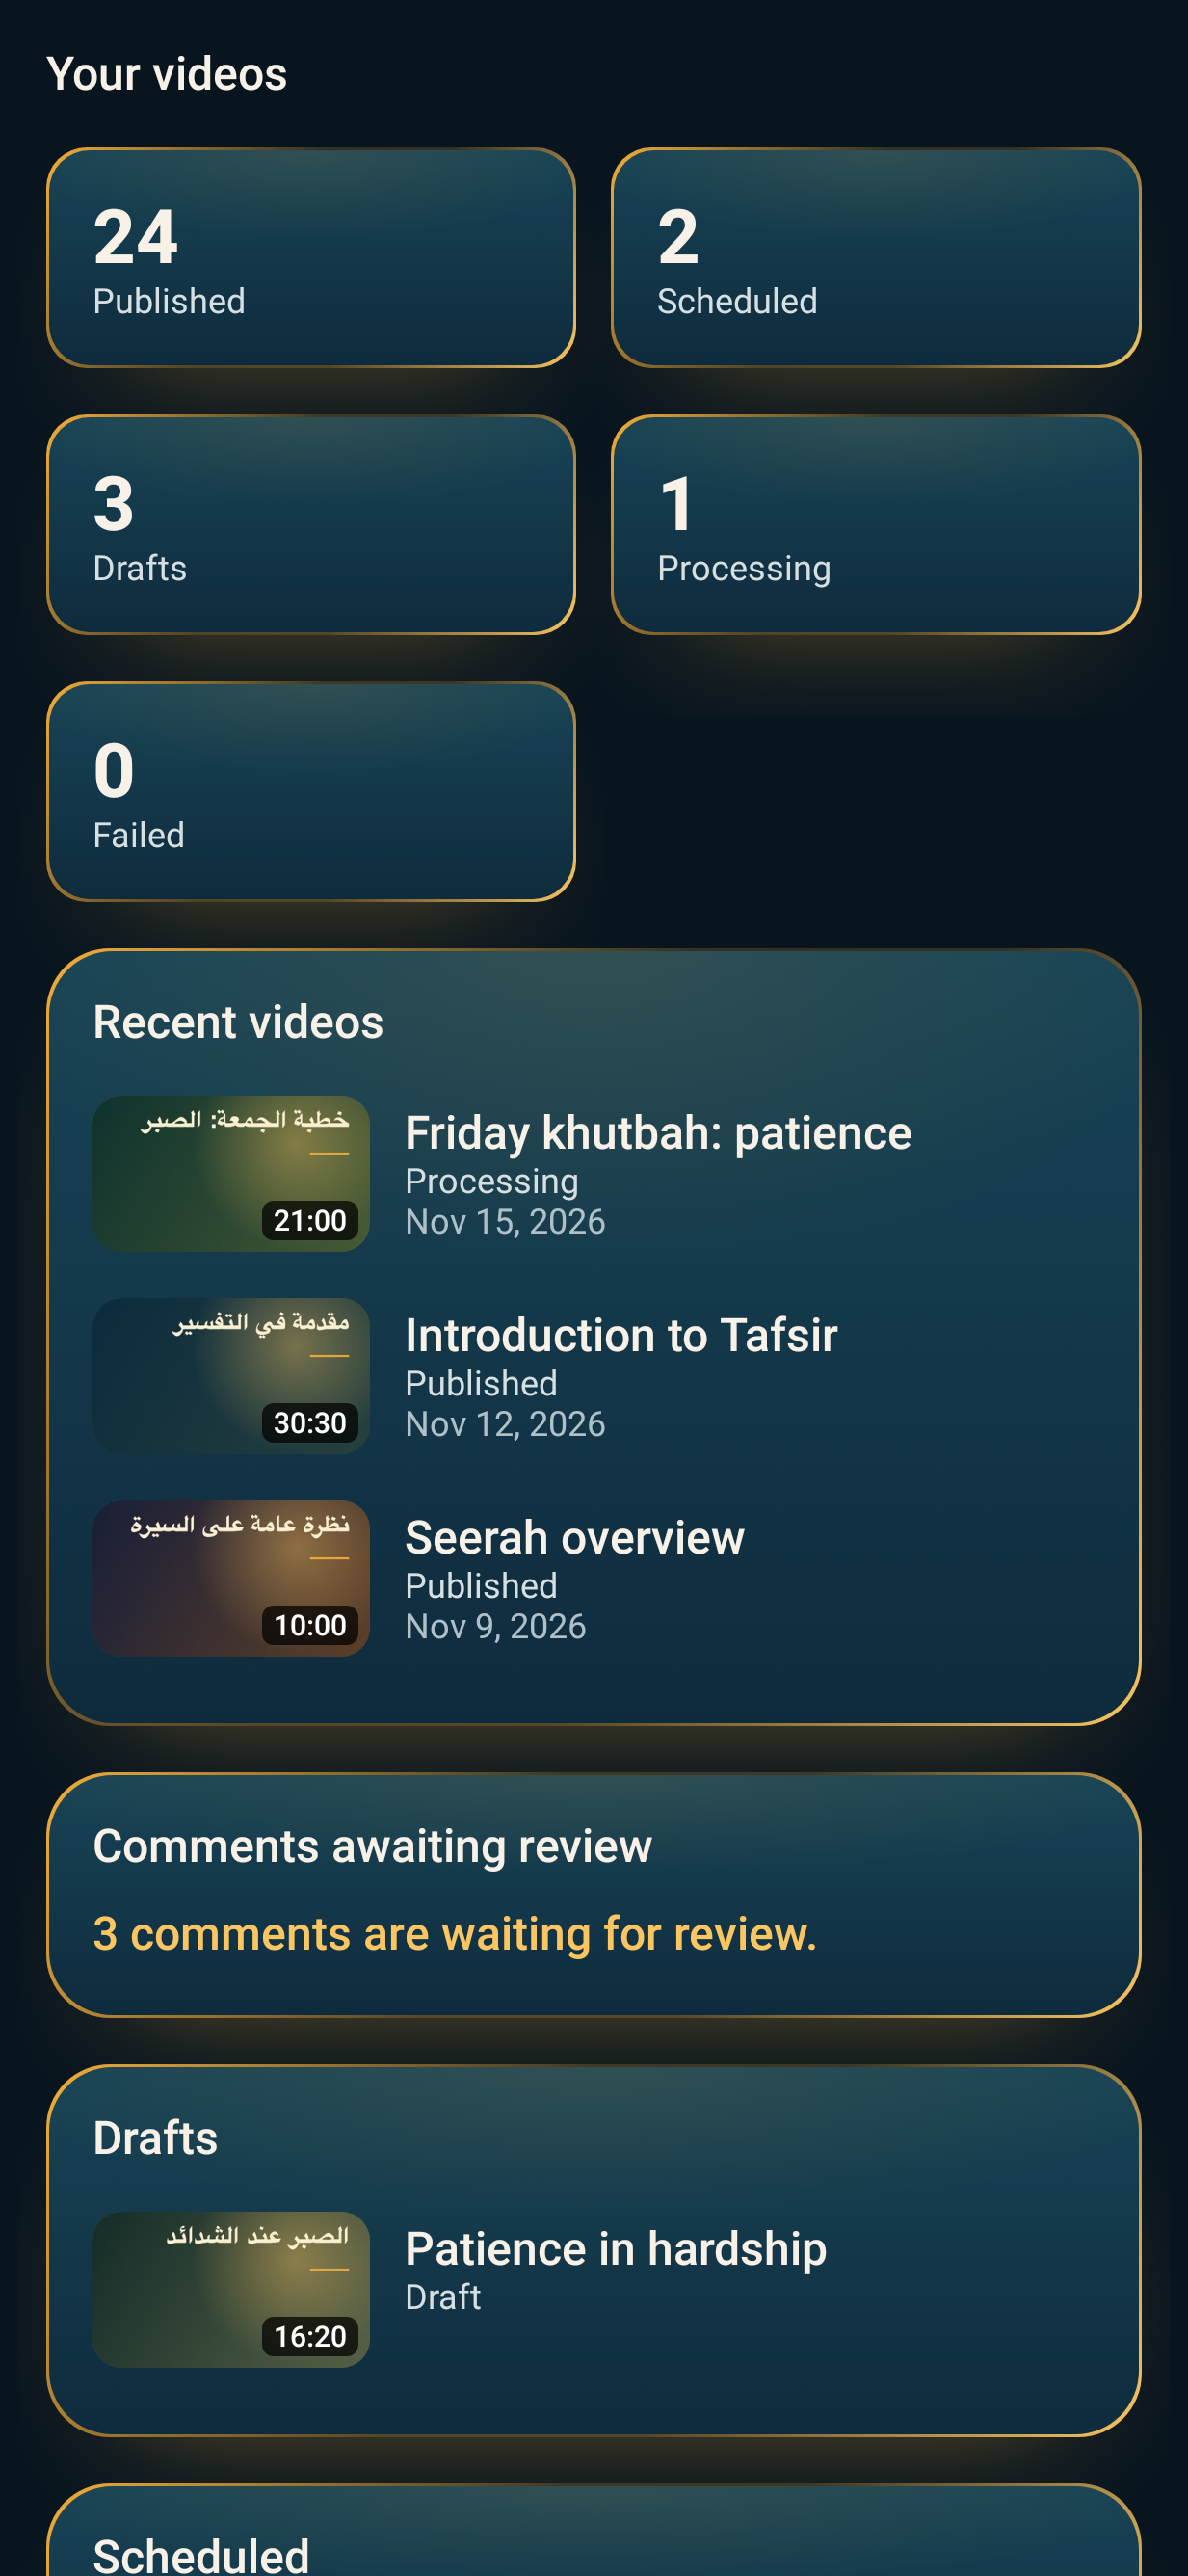 Your videos
24
Published
2
Scheduled
3
Drafts
1
Processing
0
Failed
Recent videos
خطبة الجمعة: الصبر
21:00
Friday khutbah: patience
Processing
Nov 15, 2026
مقدمة في التفسير
30:30
Introduction to Tafsir
Published
Nov 12, 2026
نظرة عامة على السيرة
10:00
Seerah overview
Published
Nov 9, 2026
Comments awaiting review
3 comments are waiting for review.
Drafts
الصبر عند الشدائد
16:20
Patience in hardship
Draft
Scheduled